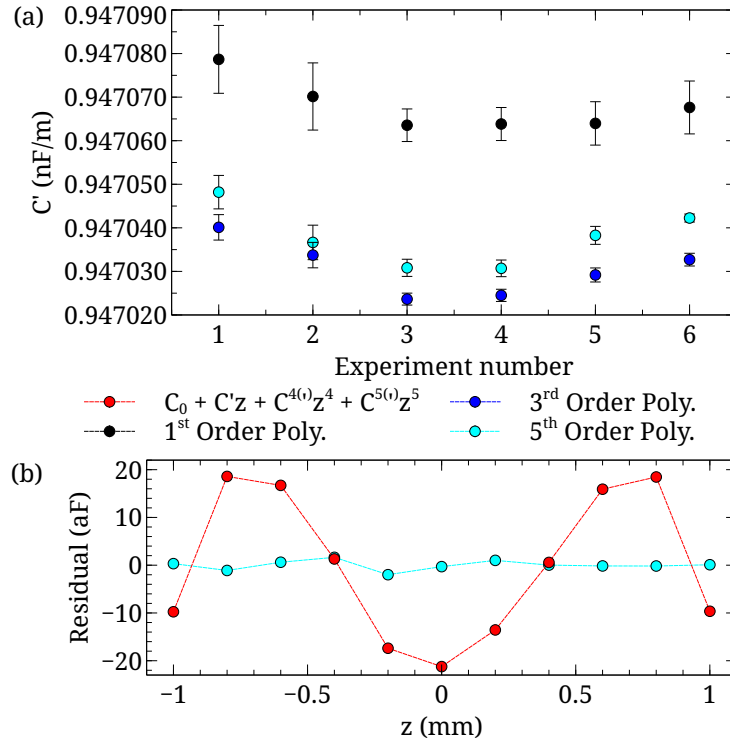 (a)
C' (nF/m)
0.947090
0.947080
0.947070
0.947060
0.947050
0.947040
0.947030
0.947020
1 2 3 4 5 6
Experiment number
C₀ + C'z + C⁴⁽'⁾z⁴ + C⁵⁽'⁾z⁵
3ʳᵈ Order Poly.
1ˢᵗ Order Poly.
5ᵗʰ Order Poly.
(b)
Residual (aF)
20
10
0
−10
−20
−1 −0.5 0 0.5 1
z (mm)